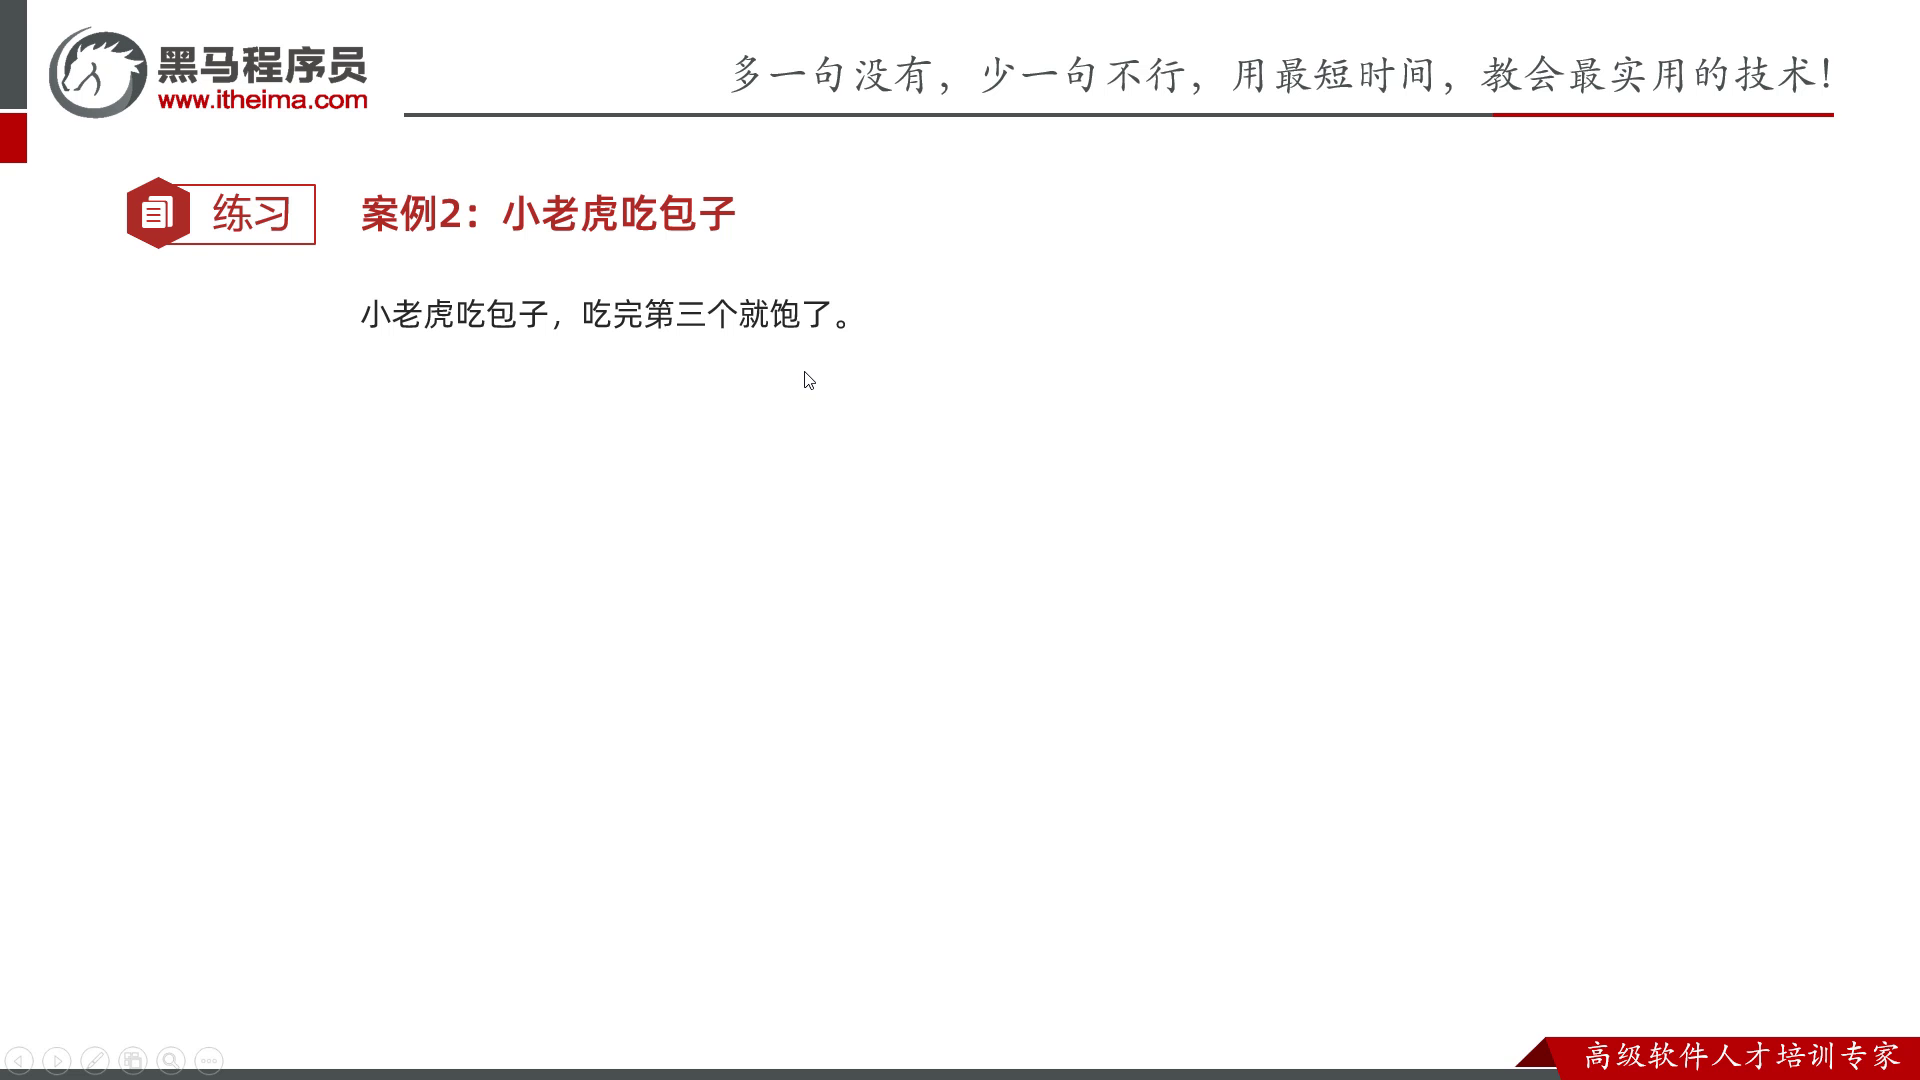 黑马程序员
www.itheima.com
多一句没有，少一句不行，用最短时间，教会最实用的技术！
练习
案例2：小老虎吃包子
小老虎吃包子，吃完第三个就饱了。
高级软件人才培训专家